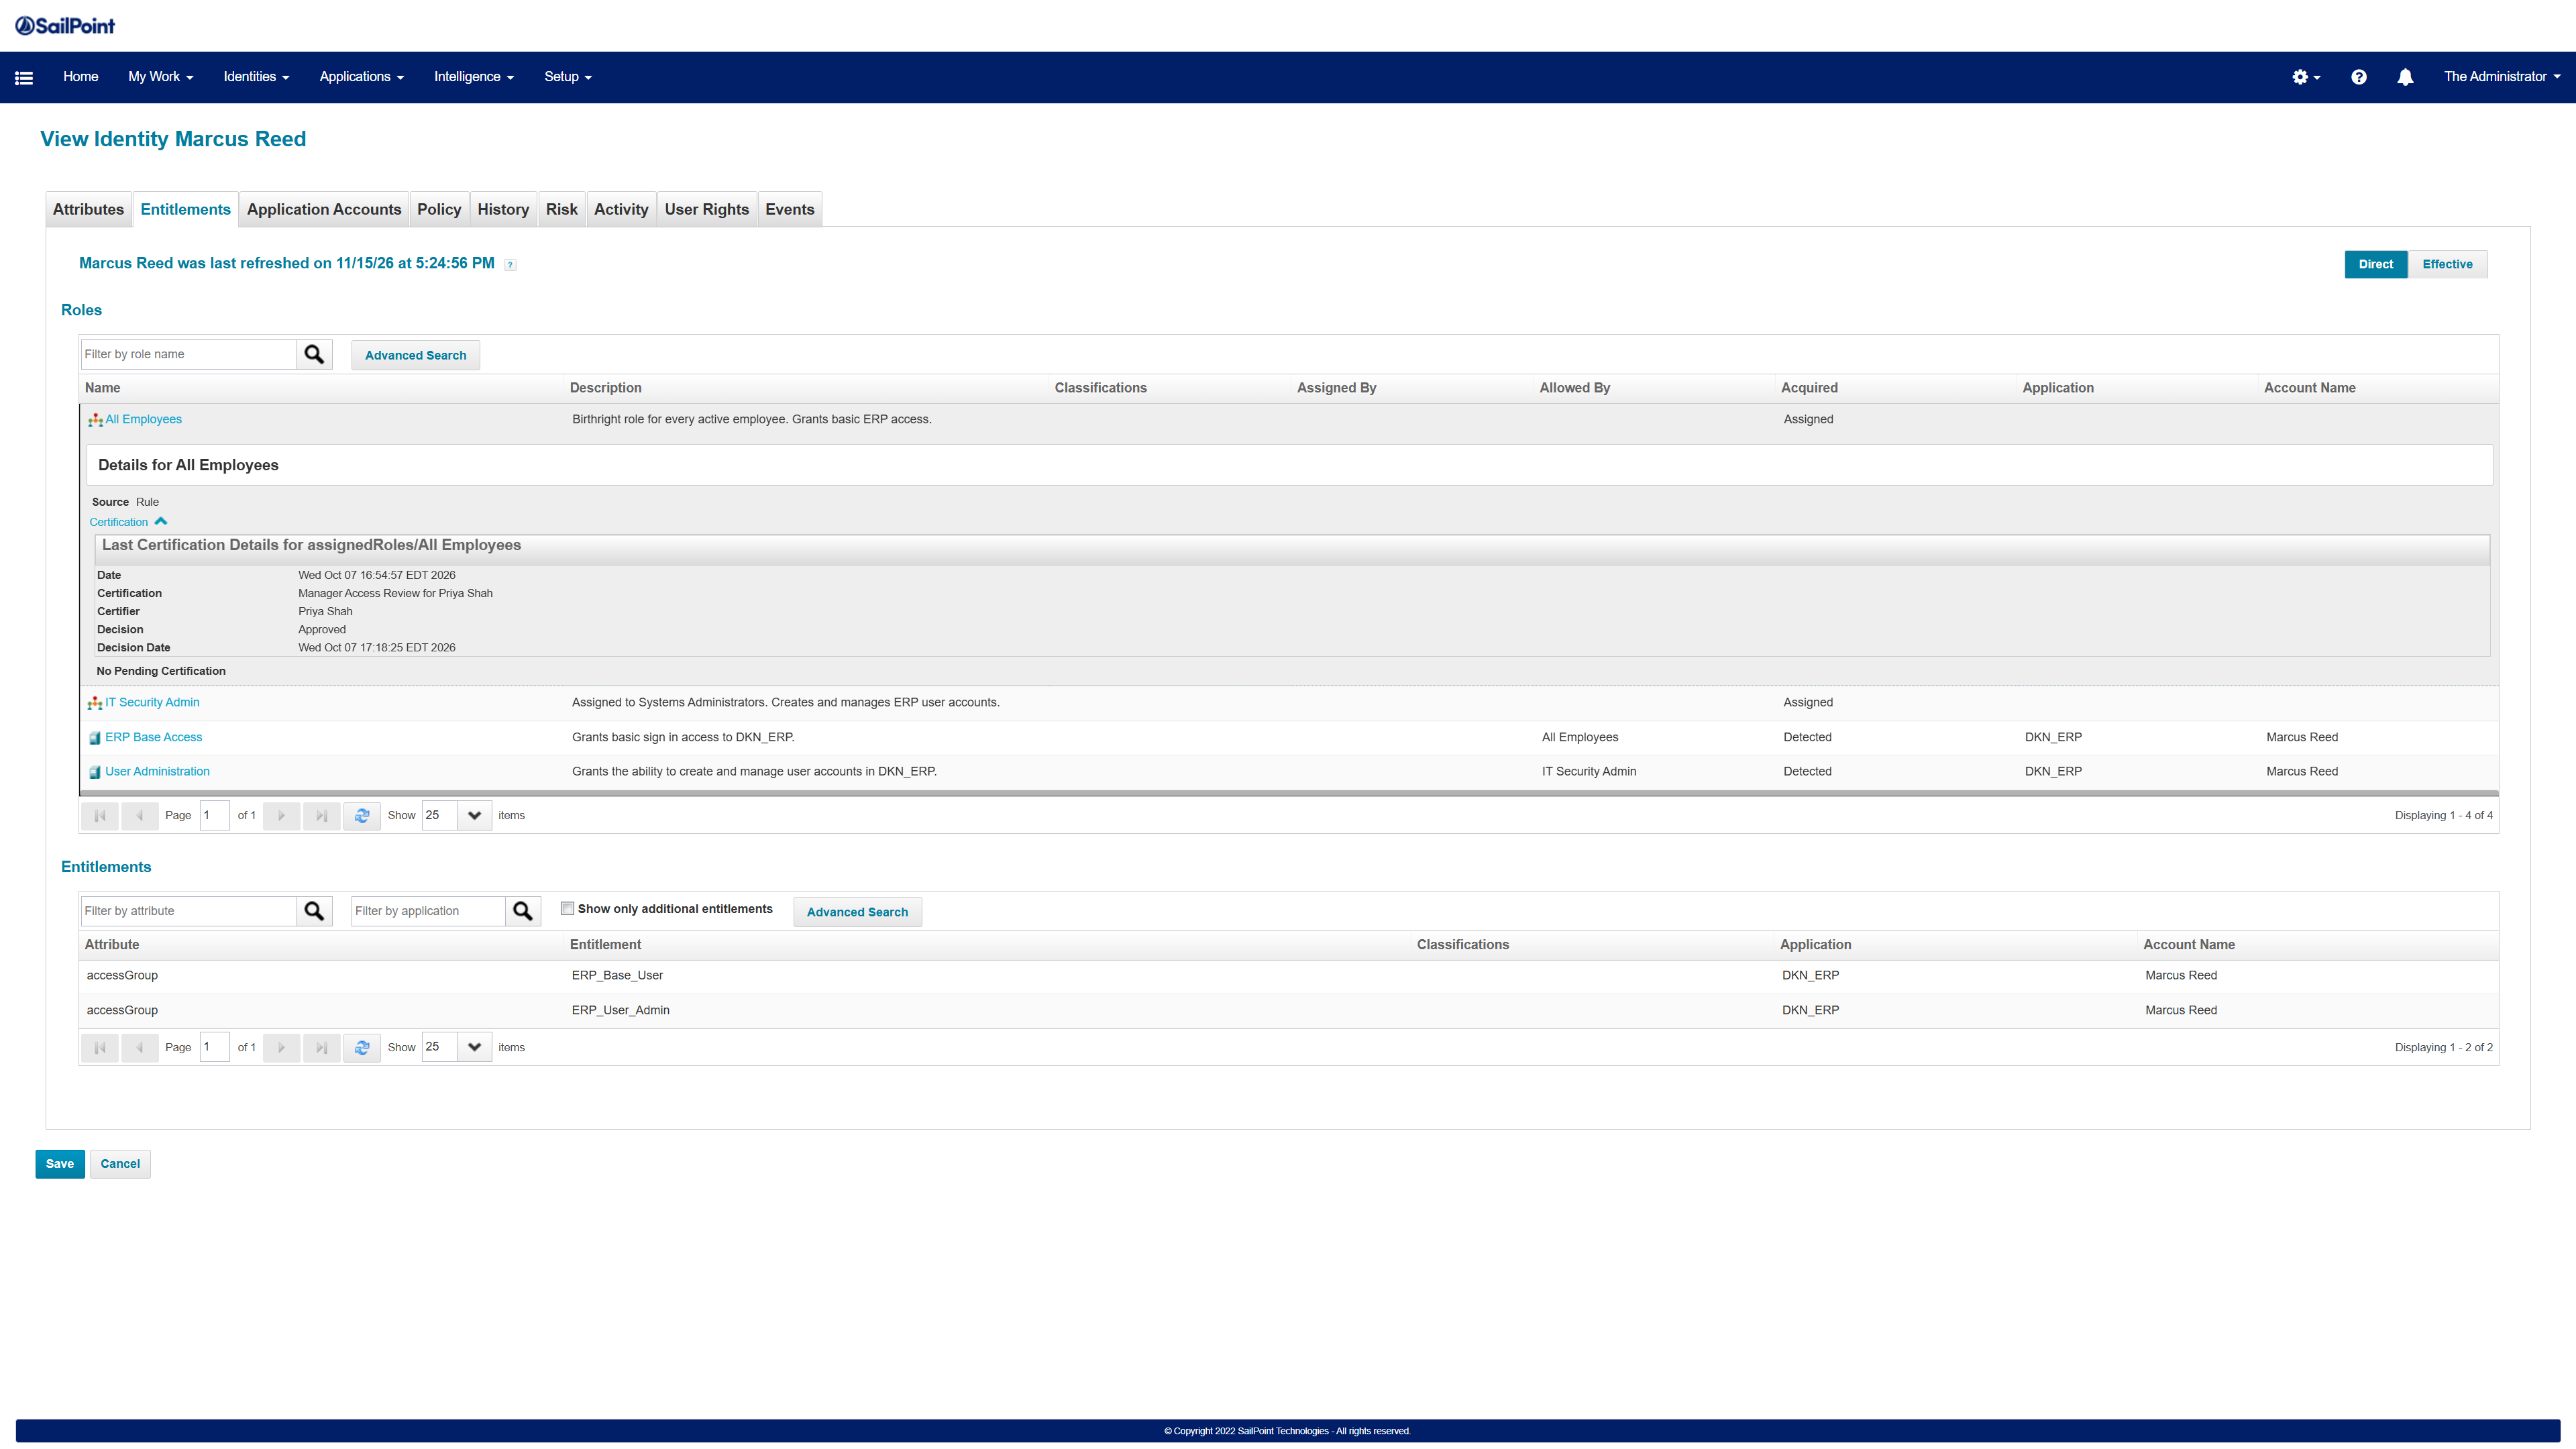 SailPoint
Home My Work Identities Applications Intelligence Setup The Administrator
View Identity Marcus Reed
Attributes Entitlements Application Accounts Policy History Risk Activity User Rights Events
Marcus Reed was last refreshed on 11/15/26 at 5:24:56 PM ?
Direct Effective
Roles
Filter by role name Advanced Search
Name Description Classifications Assigned By Allowed By Acquired Application Account Name
All Employees Birthright role for every active employee. Grants basic ERP access. Assigned
Details for All Employees
Source Rule
Certification
Last Certification Details for assignedRoles/All Employees
Date Wed Oct 07 16:54:57 EDT 2026
Certification Manager Access Review for Priya Shah
Certifier Priya Shah
Decision Approved
Decision Date Wed Oct 07 17:18:25 EDT 2026
No Pending Certification
IT Security Admin Assigned to Systems Administrators. Creates and manages ERP user accounts. Assigned
ERP Base Access Grants basic sign in access to DKN_ERP. All Employees Detected DKN_ERP Marcus Reed
User Administration Grants the ability to create and manage user accounts in DKN_ERP. IT Security Admin Detected DKN_ERP Marcus Reed
Page 1 of 1 Show 25 items Displaying 1 - 4 of 4
Entitlements
Filter by attribute Filter by application Show only additional entitlements Advanced Search
Attribute Entitlement Classifications Application Account Name
accessGroup ERP_Base_User DKN_ERP Marcus Reed
accessGroup ERP_User_Admin DKN_ERP Marcus Reed
Page 1 of 1 Show 25 items Displaying 1 - 2 of 2
Save Cancel
© Copyright 2022 SailPoint Technologies - All rights reserved.